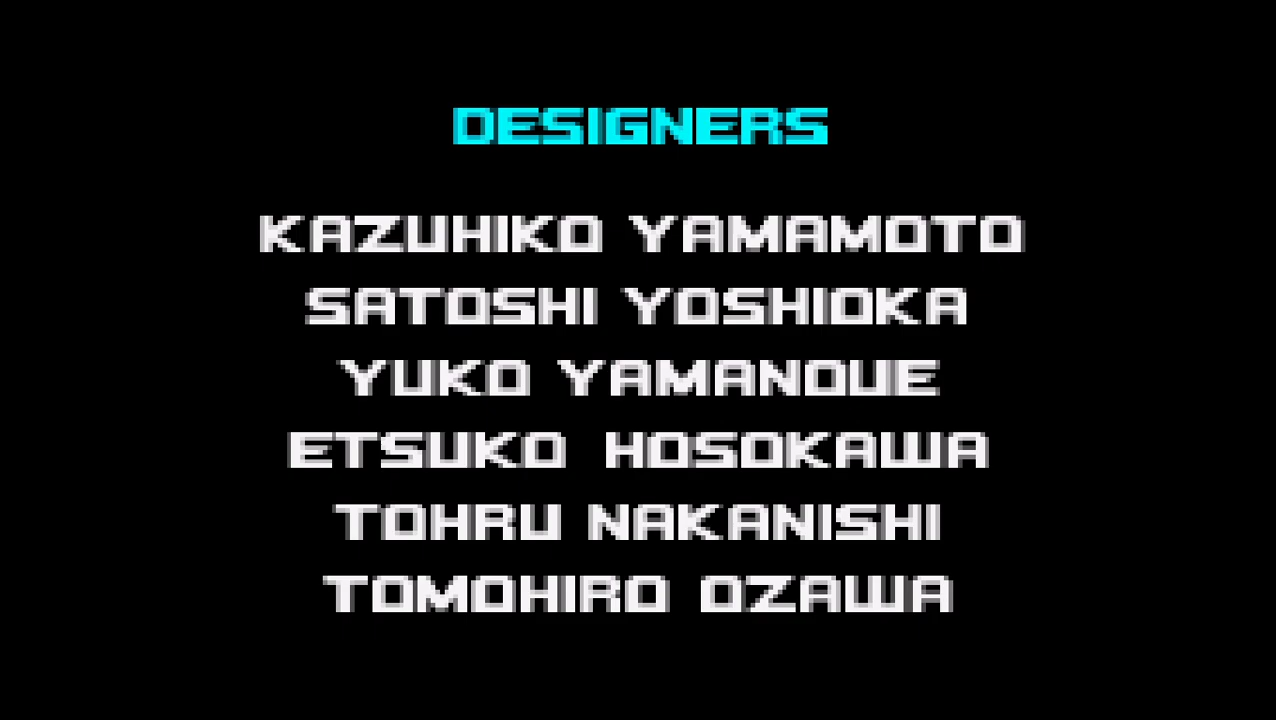 DESIGNERS
KAZUHIKO YAMAMOTO
SATOSHI YOSHIOKA
YUKO YAMANOUE
ETSUKO HOSOKAWA
TOHRU NAKANISHI
TOMOHIRO OZAWA